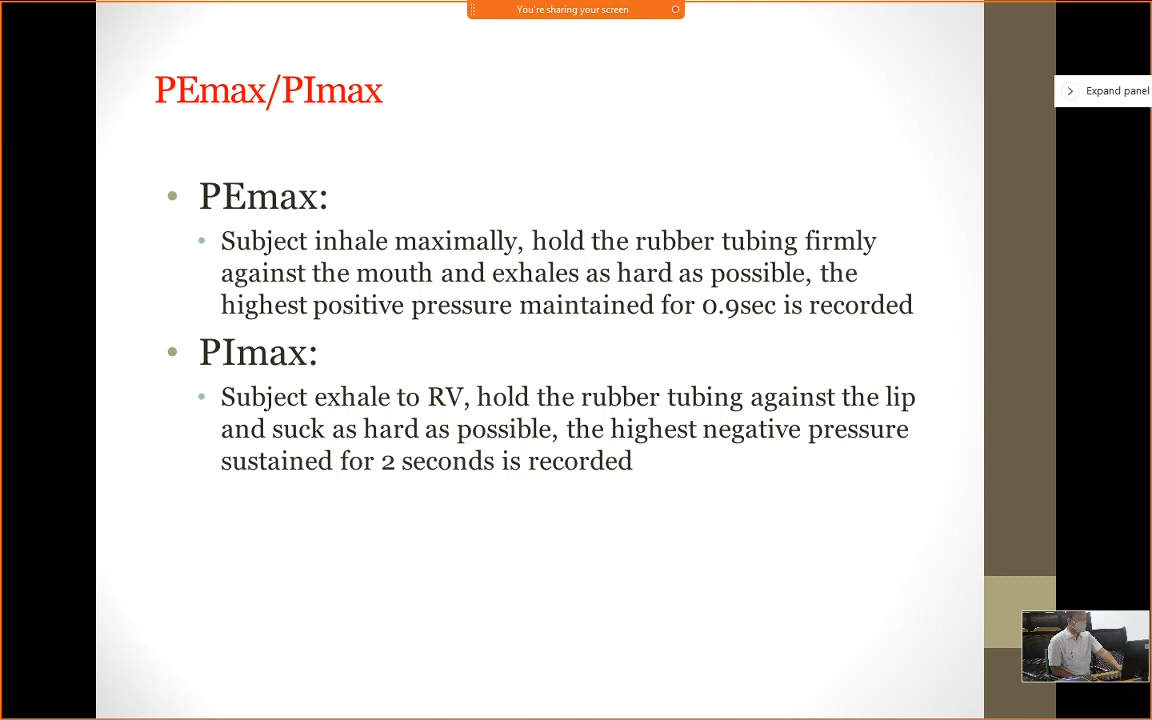 You're sharing your screen
PEmax/PImax
Expand panel
• PEmax:
• Subject inhale maximally, hold the rubber tubing firmly
against the mouth and exhales as hard as possible, the
highest positive pressure maintained for 0.9sec is recorded
• PImax:
• Subject exhale to RV, hold the rubber tubing against the lip
and suck as hard as possible, the highest negative pressure
sustained for 2 seconds is recorded